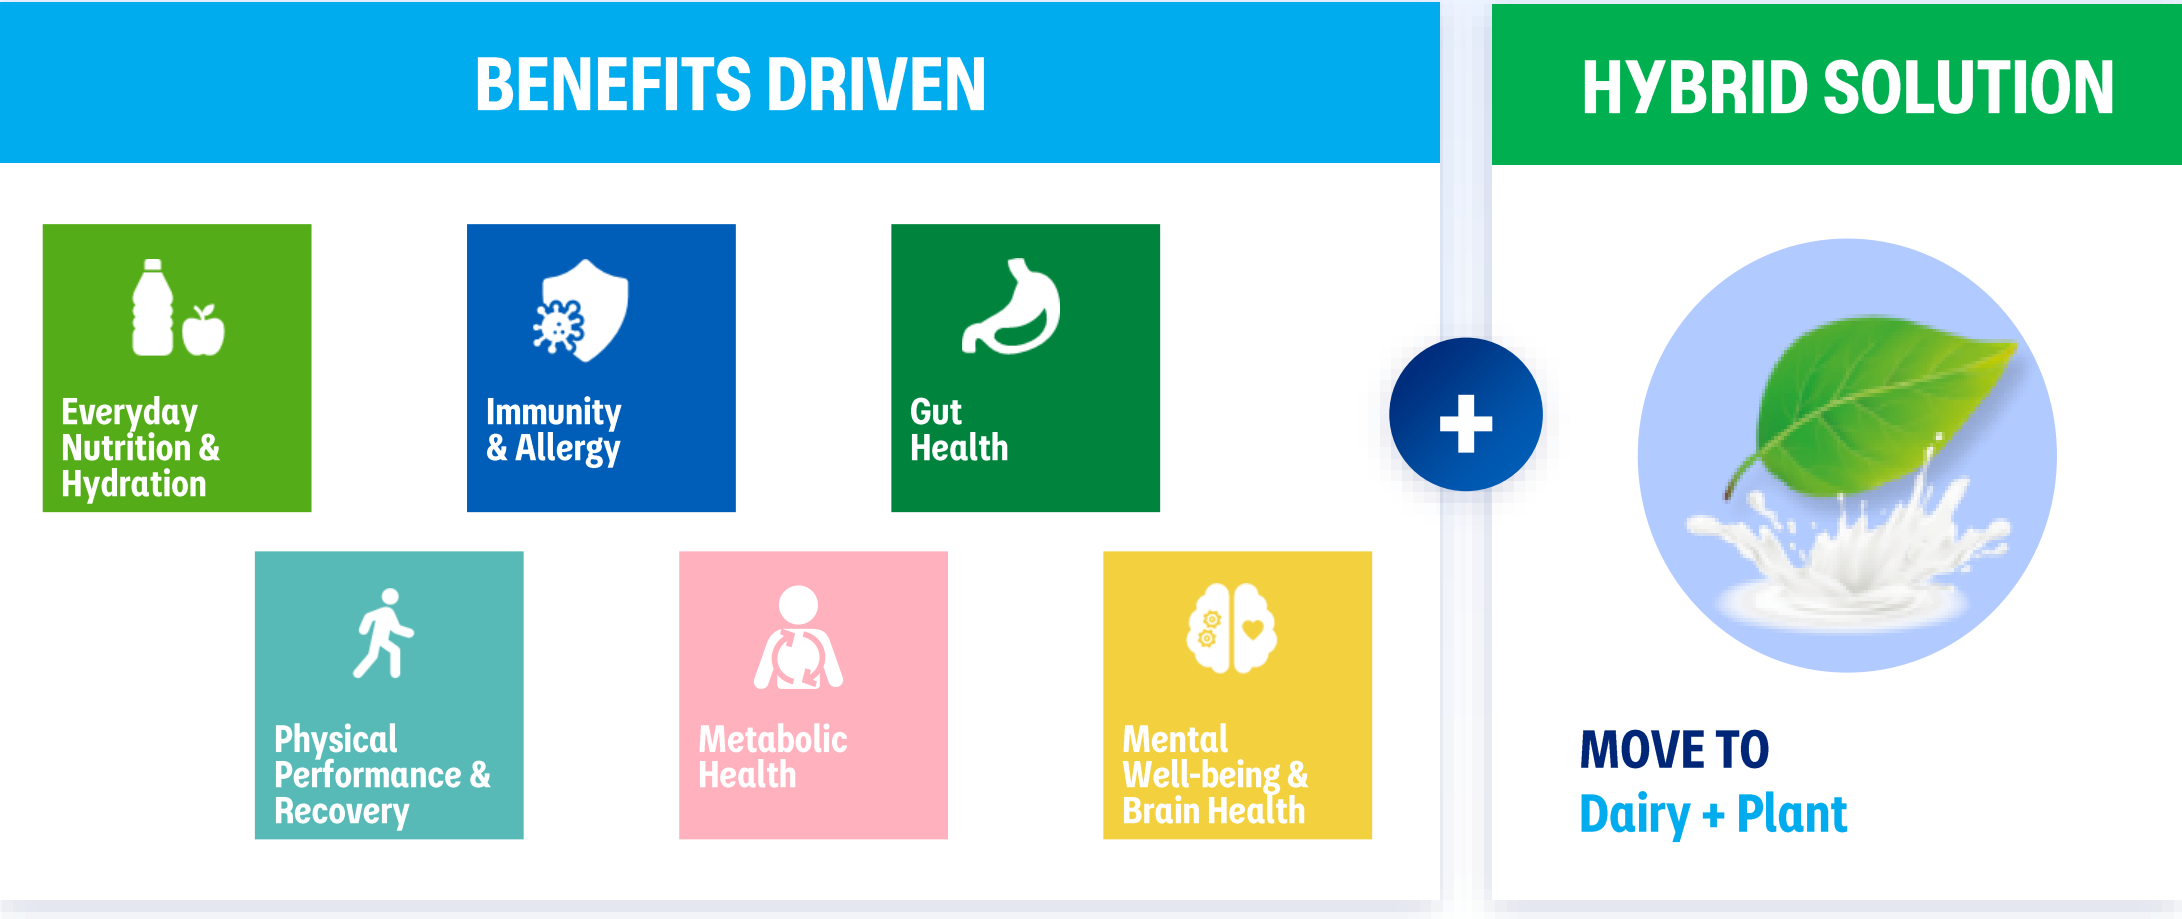 BENEFITS DRIVEN
HYBRID SOLUTION
Everyday
Nutrition &
Hydration
Immunity
& Allergy
Gut
Health
+
Physical
Performance &
Recovery
Metabolic
Health
Mental
Well-being &
Brain Health
MOVE TO
Dairy + Plant